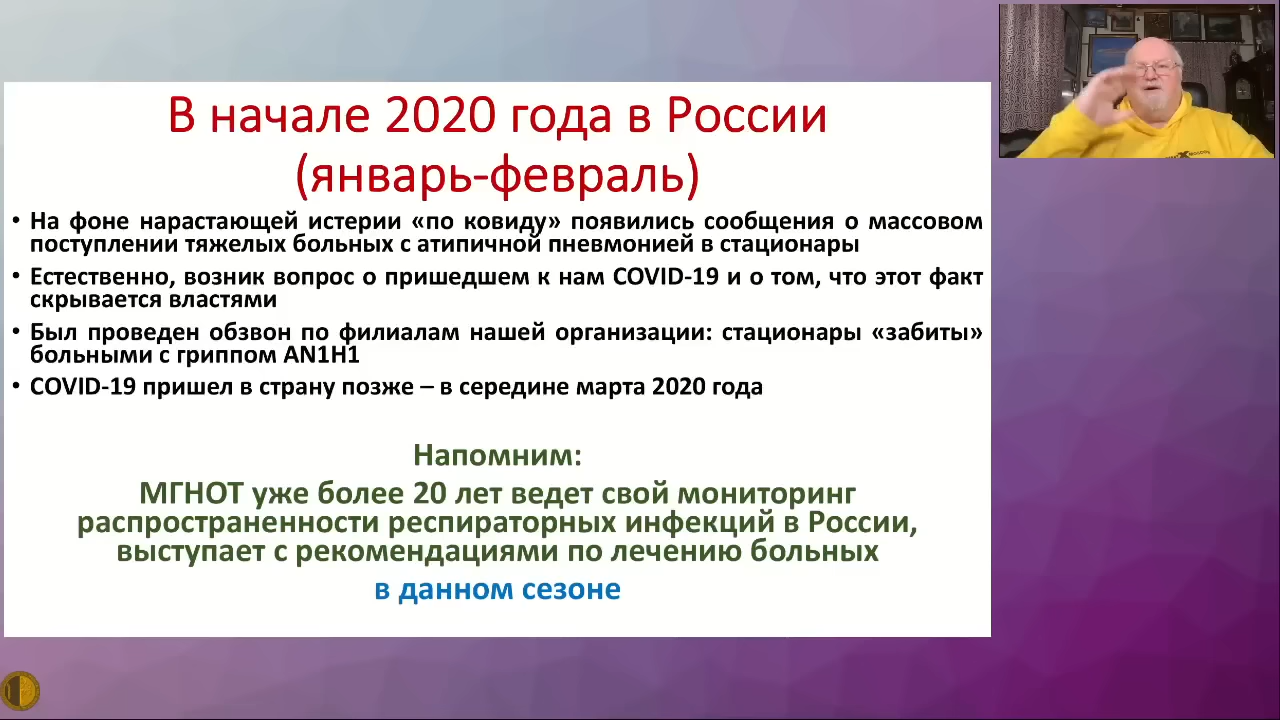 В начале 2020 года в России
(январь-февраль)
• На фоне нарастающей истерии «по ковиду» появились сообщения о массовом
поступлении тяжелых больных с атипичной пневмонией в стационары
• Естественно, возник вопрос о пришедшем к нам COVID-19 и о том, что этот факт
скрывается властями
• Был проведен обзвон по филиалам нашей организации: стационары «забиты»
больными с гриппом AN1H1
• COVID-19 пришел в страну позже – в середине марта 2020 года
Напомним:
МГНОТ уже более 20 лет ведет свой мониторинг
распространенности респираторных инфекций в России,
выступает с рекомендациями по лечению больных
в данном сезоне